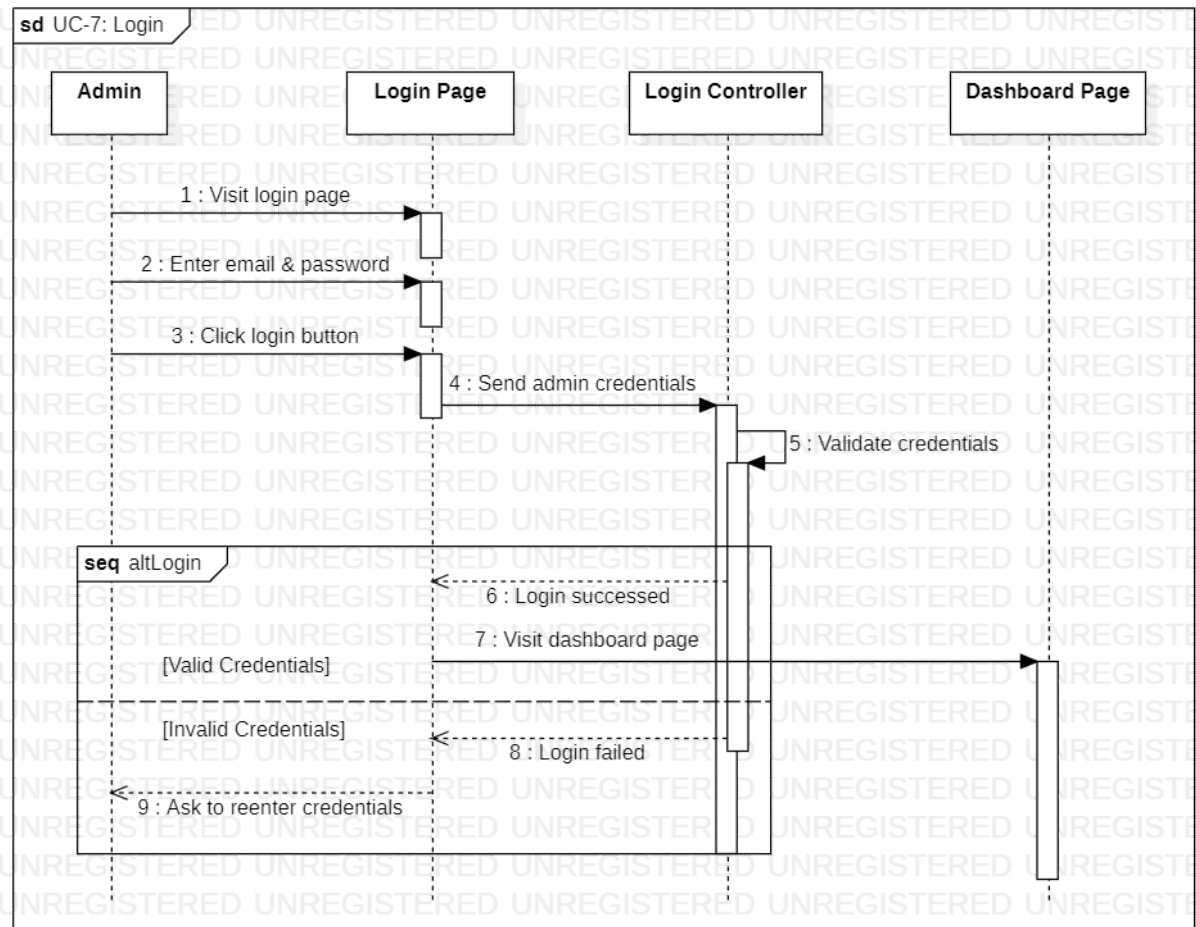 sd UC-7: Login
Admin
Login Page
Login Controller
Dashboard Page
1 : Visit login page
2 : Enter email & password
3 : Click login button
4 : Send admin credentials
5 : Validate credentials
seq altLogin
6 : Login successed
7 : Visit dashboard page
[Valid Credentials]
[Invalid Credentials]
8 : Login failed
9 : Ask to reenter credentials
UNREGISTERED